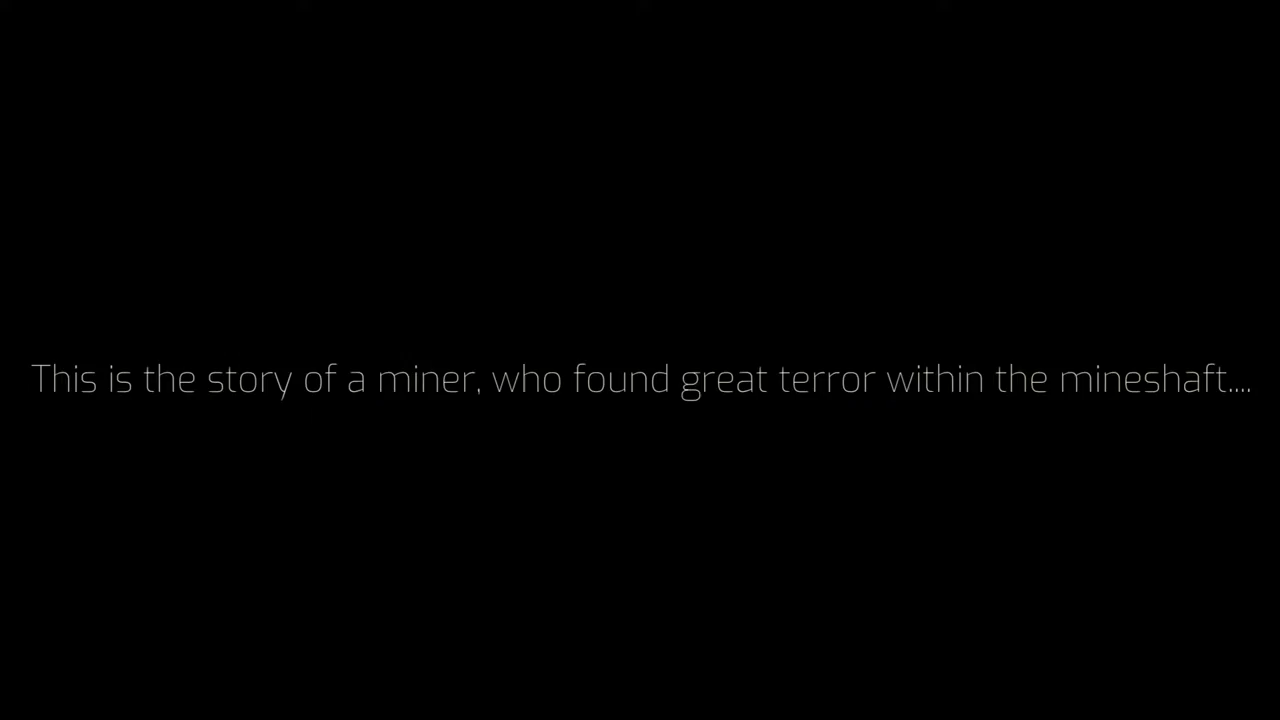 This is the story of a miner, who found great terror within the mineshaft....